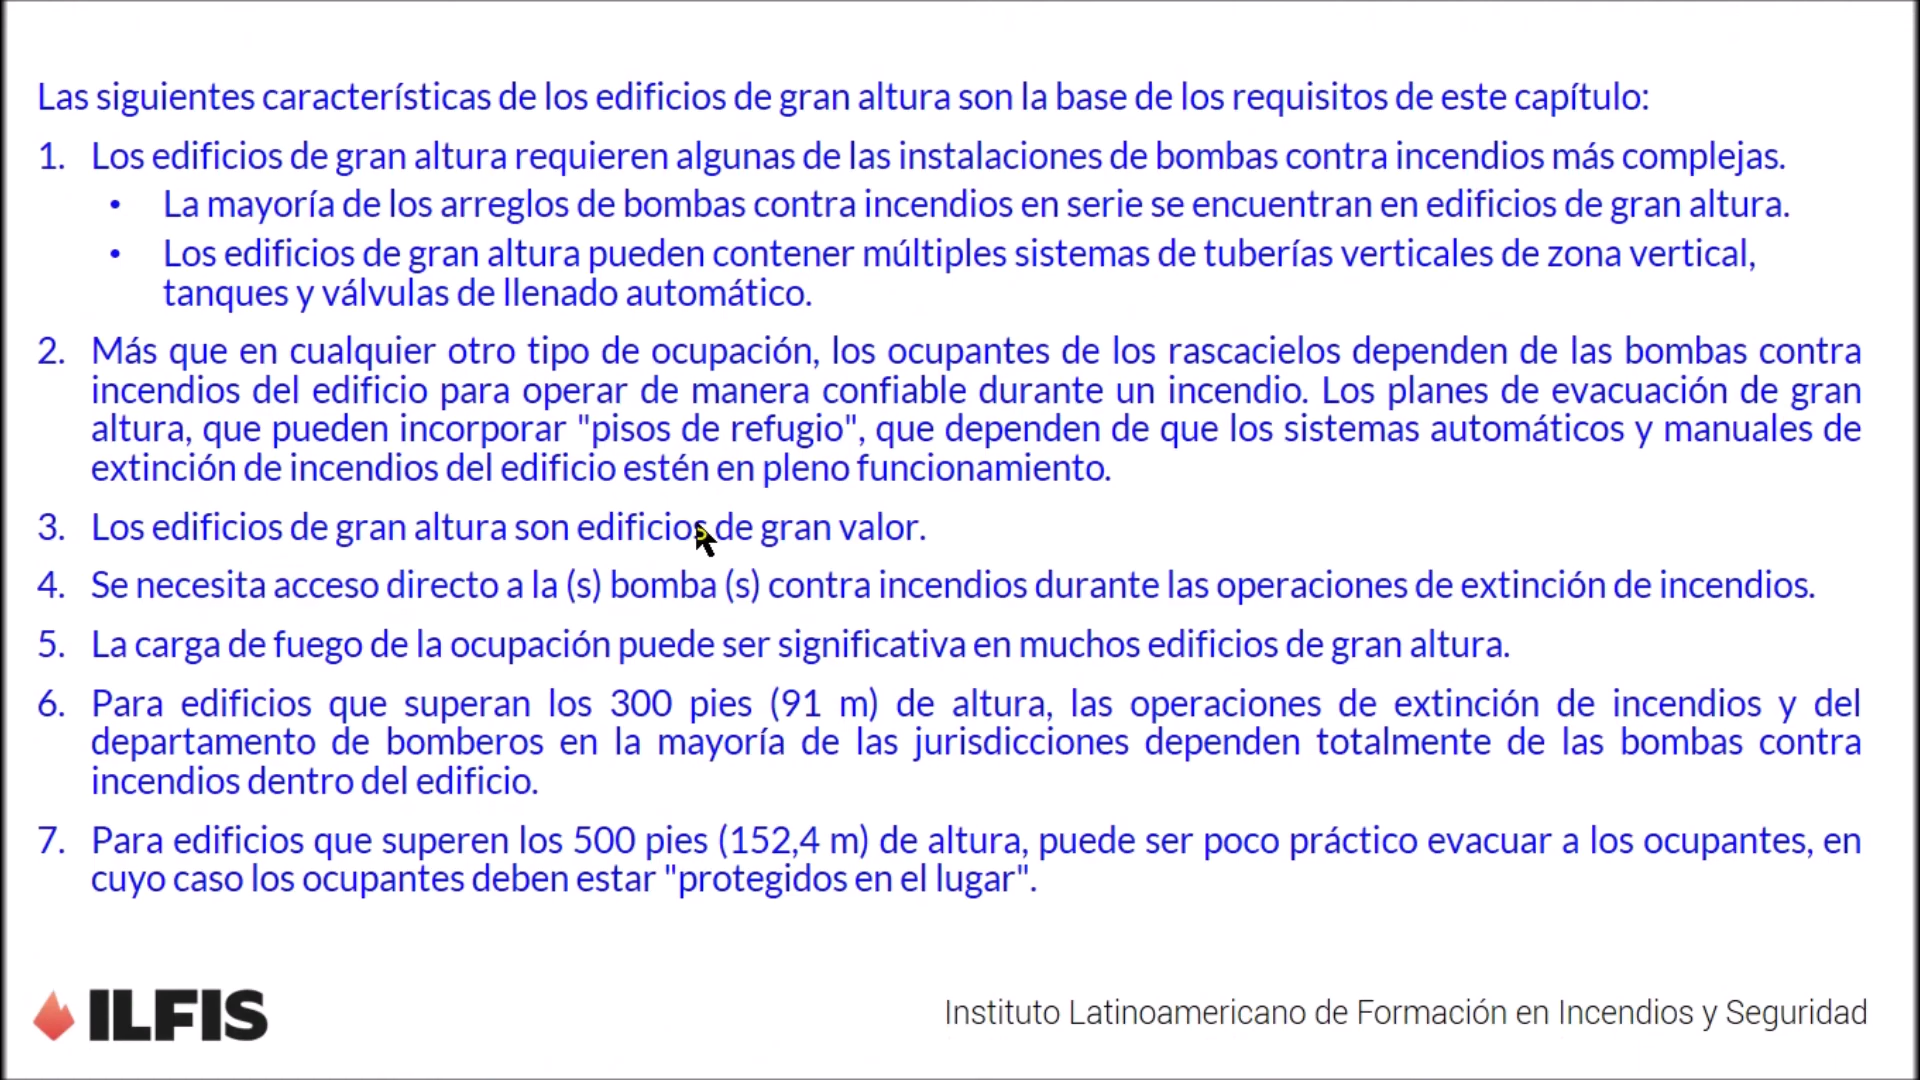 Las siguientes características de los edificios de gran altura son la base de los requisitos de este capítulo:
1. Los edificios de gran altura requieren algunas de las instalaciones de bombas contra incendios más complejas.
• La mayoría de los arreglos de bombas contra incendios en serie se encuentran en edificios de gran altura.
• Los edificios de gran altura pueden contener múltiples sistemas de tuberías verticales de zona vertical,
tanques y válvulas de llenado automático.
2. Más que en cualquier otro tipo de ocupación, los ocupantes de los rascacielos dependen de las bombas contra
incendios del edificio para operar de manera confiable durante un incendio. Los planes de evacuación de gran
altura, que pueden incorporar "pisos de refugio", que dependen de que los sistemas automáticos y manuales de
extinción de incendios del edificio estén en pleno funcionamiento.
3. Los edificios de gran altura son edificios de gran valor.
4. Se necesita acceso directo a la (s) bomba (s) contra incendios durante las operaciones de extinción de incendios.
5. La carga de fuego de la ocupación puede ser significativa en muchos edificios de gran altura.
6. Para edificios que superan los 300 pies (91 m) de altura, las operaciones de extinción de incendios y del
departamento de bomberos en la mayoría de las jurisdicciones dependen totalmente de las bombas contra
incendios dentro del edificio.
7. Para edificios que superen los 500 pies (152,4 m) de altura, puede ser poco práctico evacuar a los ocupantes, en
cuyo caso los ocupantes deben estar "protegidos en el lugar".
ILFIS
Instituto Latinoamericano de Formación en Incendios y Seguridad